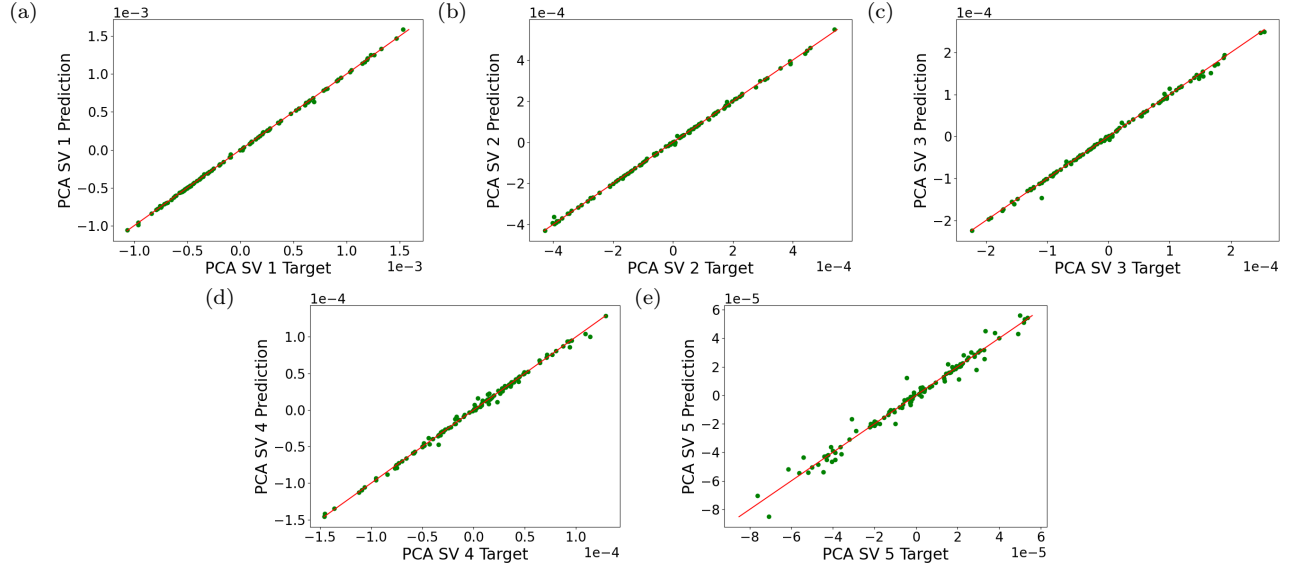 (a)
1e−3
PCA SV 1 Prediction
1.5
1.0
0.5
0.0
−0.5
−1.0
−1.0 −0.5 0.0 0.5 1.0 1.5
PCA SV 1 Target
1e−3
(b)
1e−4
PCA SV 2 Prediction
4
2
0
−2
−4
−4 −2 0 2 4
PCA SV 2 Target
1e−4
(c)
1e−4
PCA SV 3 Prediction
2
1
0
−1
−2
−2 −1 0 1 2
PCA SV 3 Target
1e−4
(d)
1e−4
PCA SV 4 Prediction
1.0
0.5
0.0
−0.5
−1.0
−1.5
−1.5 −1.0 −0.5 0.0 0.5 1.0
PCA SV 4 Target
1e−4
(e)
1e−5
PCA SV 5 Prediction
6
4
2
0
−2
−4
−6
−8
−8 −6 −4 −2 0 2 4 6
PCA SV 5 Target
1e−5